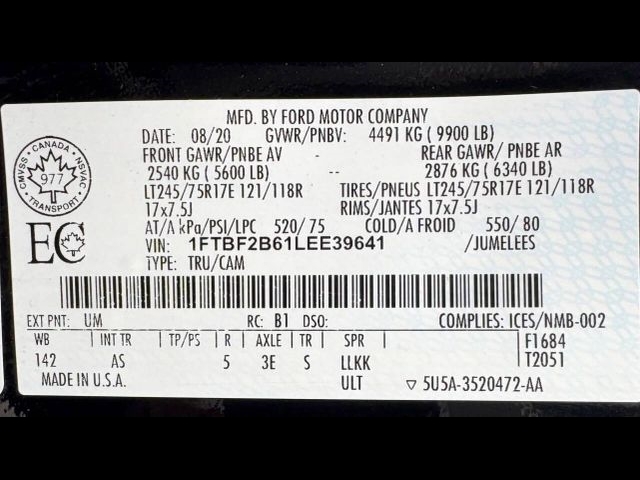 MFD. BY FORD MOTOR COMPANY
DATE: 08/20 GVWR/PNBV: 4491 KG ( 9900 LB)
FRONT GAWR/PNBE AV - REAR GAWR/ PNBE AR
2540 KG ( 5600 LB) -- 2876 KG ( 6340 LB)
LT245/75R17E 121/118R TIRES/PNEUS LT245/75R17E 121/118R
17x7.5J RIMS/JANTES 17x7.5J
AT/A kPa/PSI/LPC 520/ 75 COLD/A FROID 550/ 80
VIN: 1FTBF2B61LEE39641 /JUMELEES
TYPE: TRU/CAM
CANADA
CMVSS NSVAC
977
TRANSPORT
EC
EXT PNT: UM RC: B1 DSO: COMPLIES: ICES/NMB-002
WB INT TR TP/PS R AXLE TR SPR F1684
142 AS 5 3E S LLKK T2051
MADE IN U.S.A. ULT ▽ 5U5A-3520472-AA